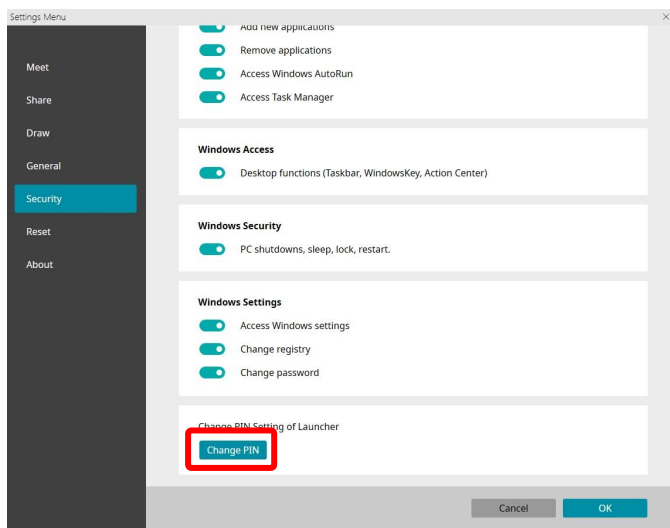 Settings Menu
Add new applications
Remove applications
Meet
Access Windows AutoRun
Share
Access Task Manager
Draw
Windows Access
General
Desktop functions (Taskbar, WindowsKey, Action Center)
Security
Windows Security
Reset
PC shutdowns, sleep, lock, restart.
About
Windows Settings
Access Windows settings
Change registry
Change password
Change PIN Setting of Launcher
Change PIN
Cancel
OK